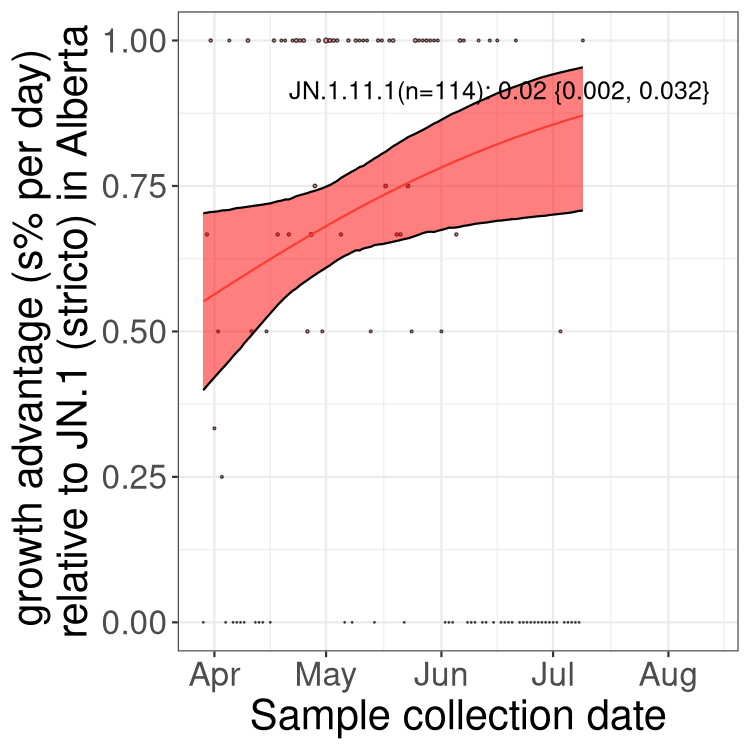 growth advantage (s% per day)
relative to JN.1 (stricto) in Alberta
1.00
0.75
0.50
0.25
0.00
JN.1.11.1(n=114): 0.02 {0.002, 0.032}
Apr May Jun Jul Aug
Sample collection date